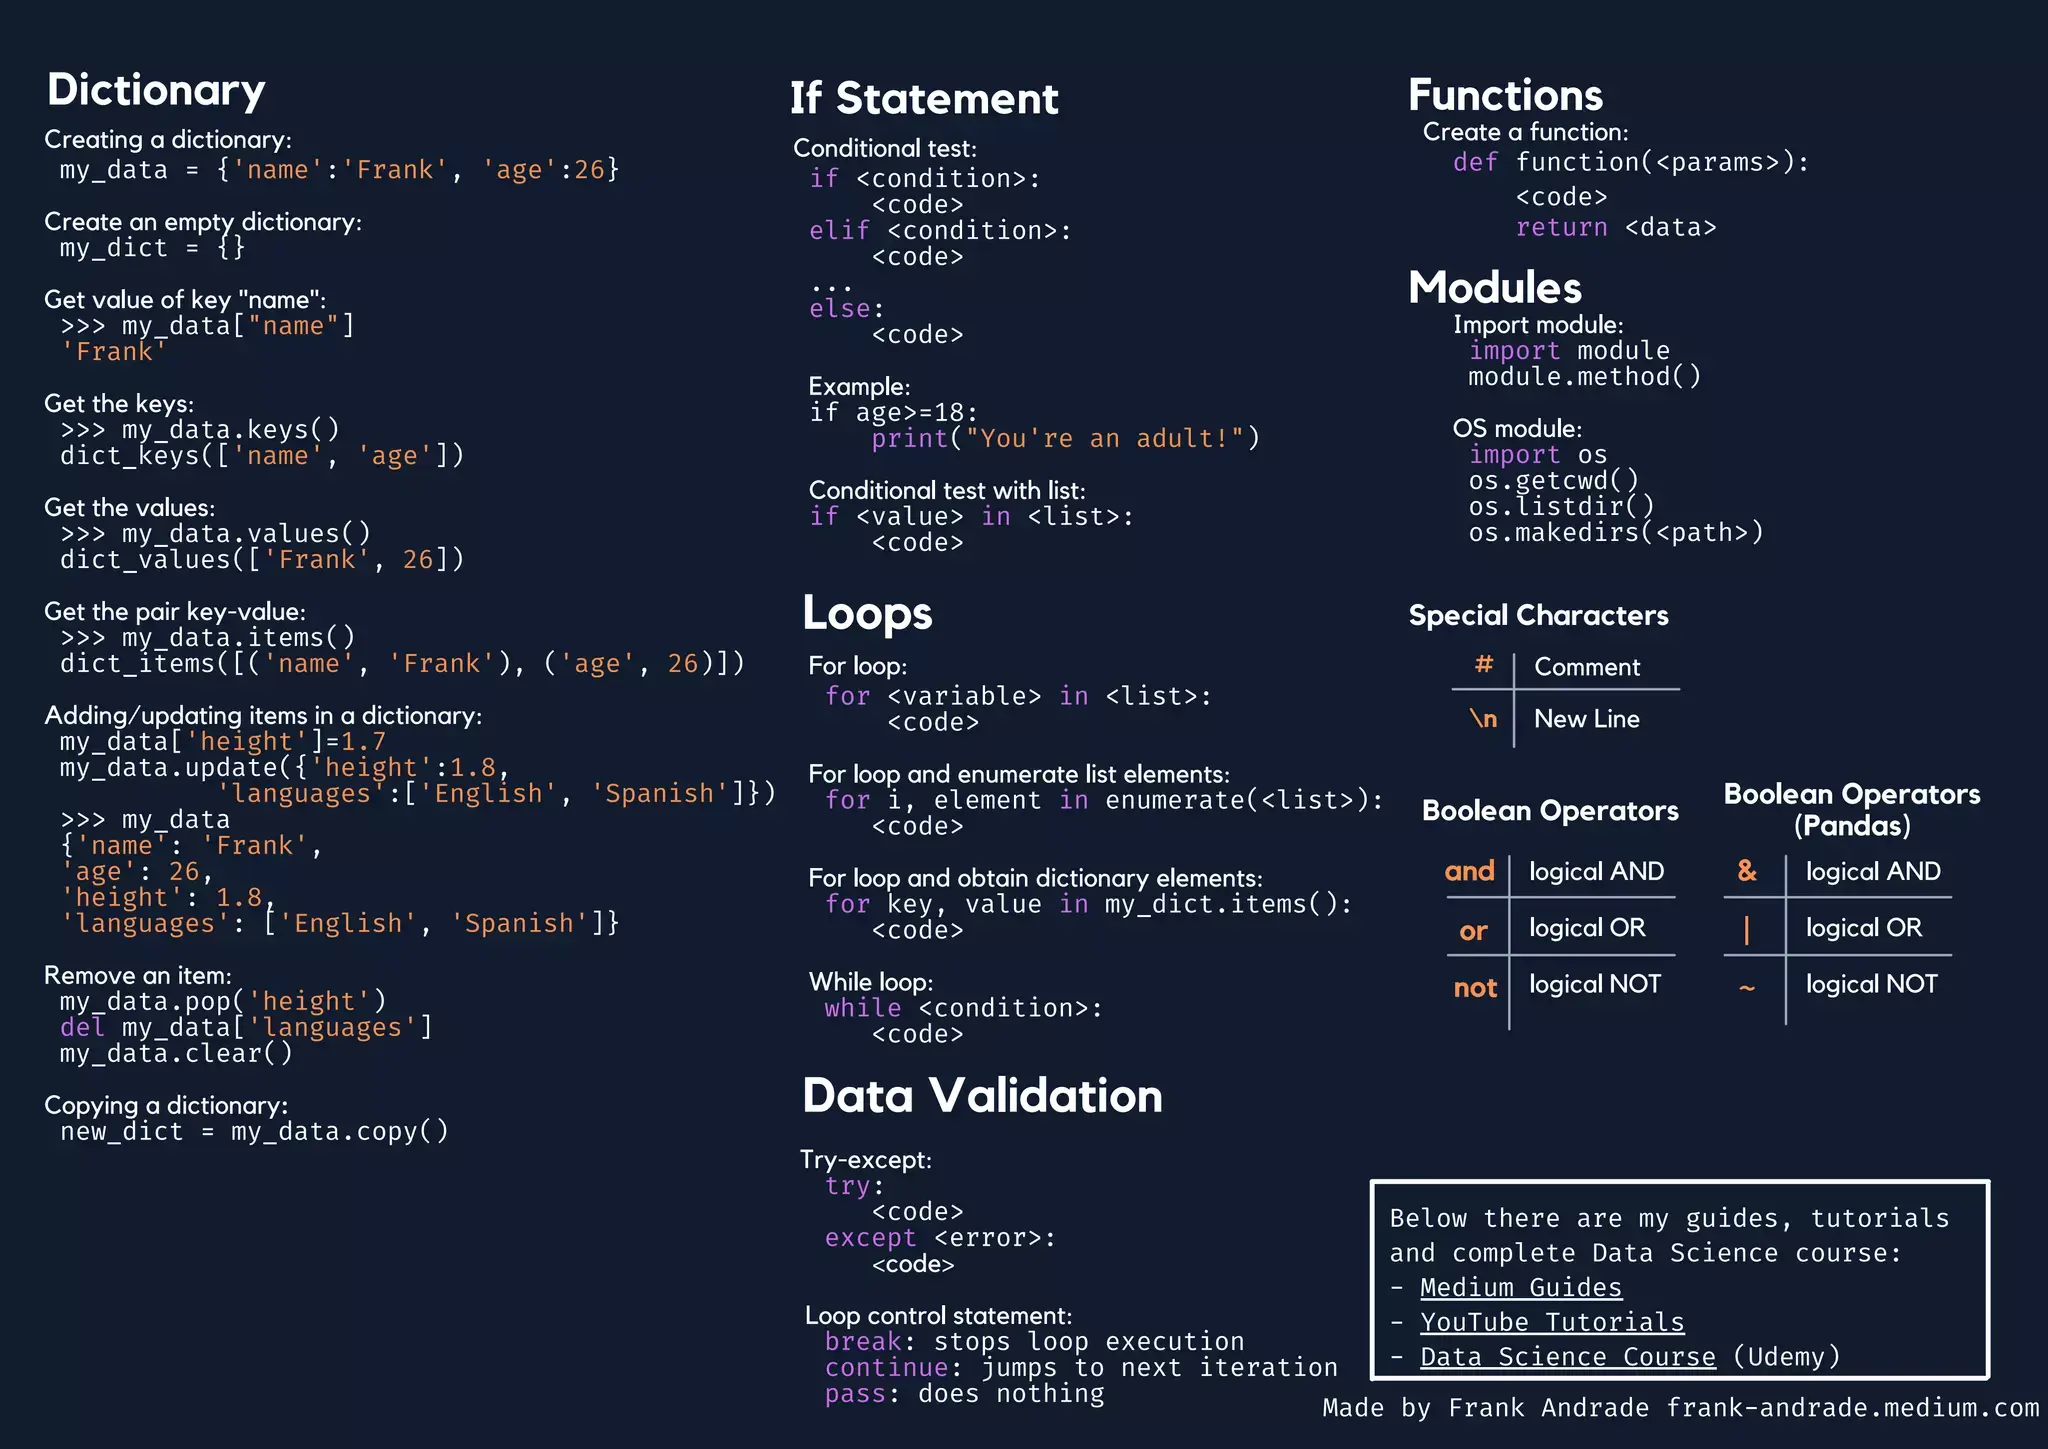 Dictionary
Creating a dictionary:
my_data = {'name':'Frank', 'age':26}
Create an empty dictionary:
my_dict = {}
Get value of key "name":
>>> my_data["name"]
'Frank'
Get the keys:
>>> my_data.keys()
dict_keys(['name', 'age'])
Get the values:
>>> my_data.values()
dict_values(['Frank', 26])
Get the pair key-value:
>>> my_data.items()
dict_items([('name', 'Frank'), ('age', 26)])
Adding/updating items in a dictionary:
my_data['height']=1.7
my_data.update({'height':1.8,
'languages':['English', 'Spanish']})
>>> my_data
{'name': 'Frank',
'age': 26,
'height': 1.8,
'languages': ['English', 'Spanish']}
Remove an item:
my_data.pop('height')
del my_data['languages']
my_data.clear()
Copying a dictionary:
new_dict = my_data.copy()
If Statement
Conditional test:
if <condition>:
<code>
elif <condition>:
<code>
...
else:
<code>
Example:
if age>=18:
print("You're an adult!")
Conditional test with list:
if <value> in <list>:
<code>
Loops
For loop:
for <variable> in <list>:
<code>
For loop and enumerate list elements:
for i, element in enumerate(<list>):
<code>
For loop and obtain dictionary elements:
for key, value in my_dict.items():
<code>
While loop:
while <condition>:
<code>
Data Validation
Try-except:
try:
<code>
except <error>:
<code>
Loop control statement:
break: stops loop execution
continue: jumps to next iteration
pass: does nothing
Functions
Create a function:
def function(<params>):
<code>
return <data>
Modules
Import module:
import module
module.method()
OS module:
import os
os.getcwd()
os.listdir()
os.makedirs(<path>)
Special Characters
# Comment
\n New Line
Boolean Operators
and logical AND
or logical OR
not logical NOT
Boolean Operators
(Pandas)
& logical AND
| logical OR
~ logical NOT
Below there are my guides, tutorials
and complete Data Science course:
- Medium Guides
- YouTube Tutorials
- Data Science Course (Udemy)
Made by Frank Andrade frank-andrade.medium.com